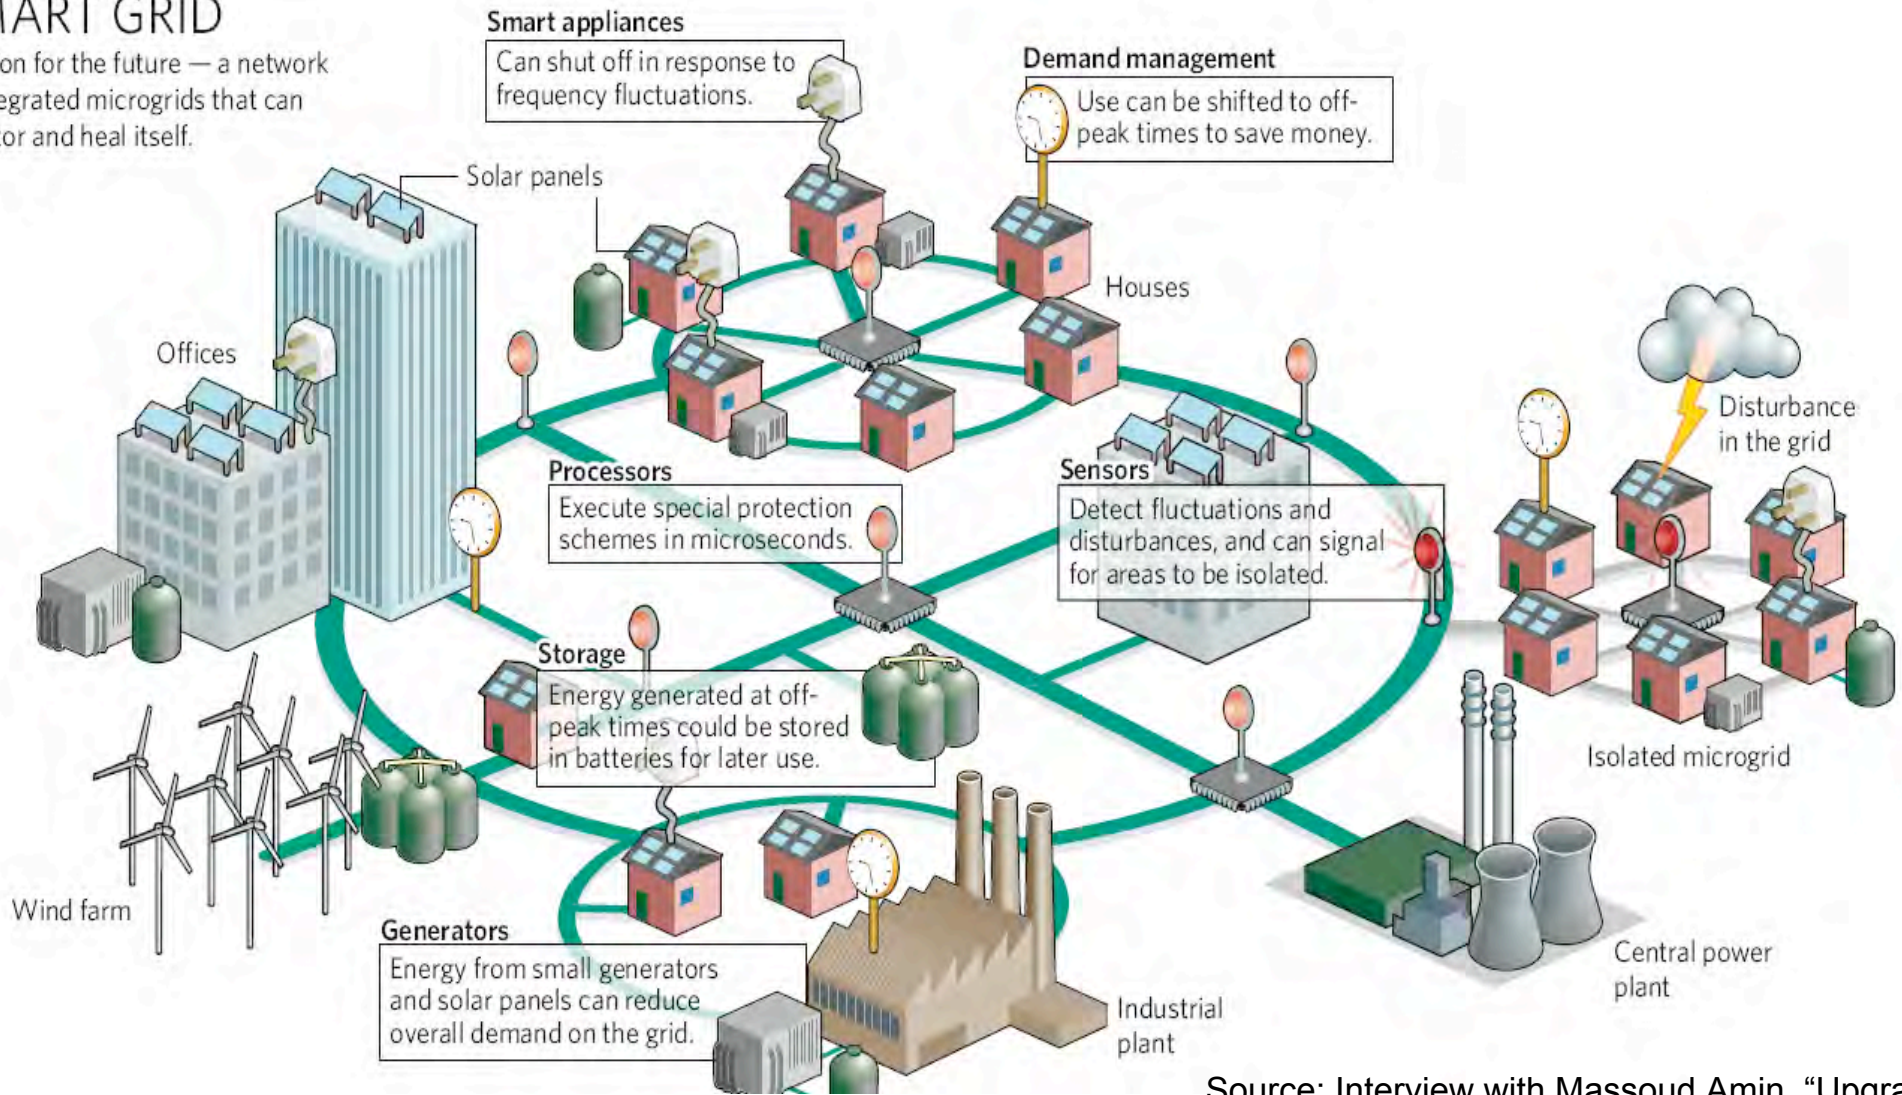 SMART GRID
on for the future — a network
egrated microgrids that can
tor and heal itself.
Smart appliances
Can shut off in response to
frequency fluctuations.
Demand management
Use can be shifted to off-
peak times to save money.
Solar panels
Houses
Offices
Disturbance
in the grid
Processors
Execute special protection
schemes in microseconds.
Sensors
Detect fluctuations and
disturbances, and can signal
for areas to be isolated.
Storage
Energy generated at off-
peak times could be stored
in batteries for later use.
Isolated microgrid
Wind farm
Generators
Energy from small generators
and solar panels can reduce
overall demand on the grid.
Central power
plant
Industrial
plant
Source: Interview with Massoud Amin, “Upgra